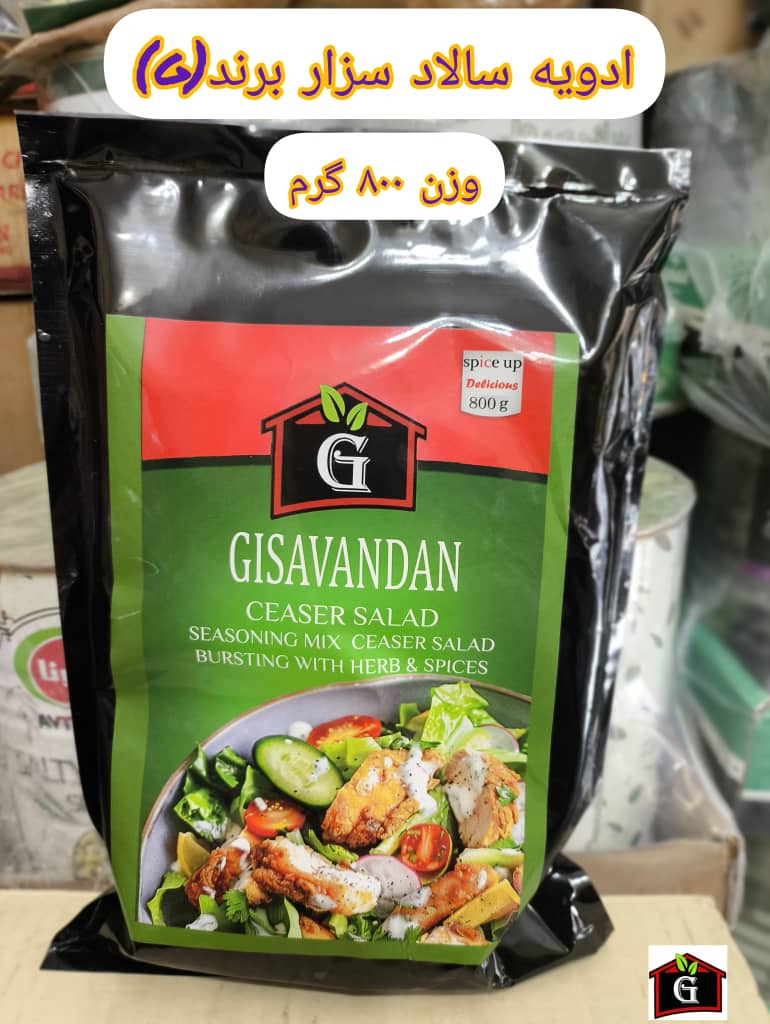 ادویه سالاد سزار برند(G)
وزن ۸۰۰ گرم
spice up
Delicious
800 g
G
GISAVANDAN
CEASER SALAD
SEASONING MIX CEASER SALAD
BURSTING WITH HERB & SPICES
G